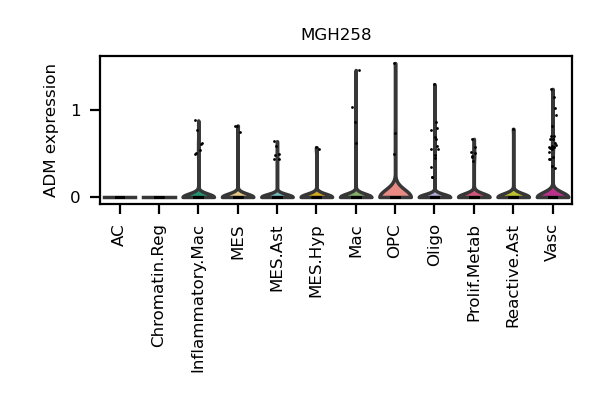 MGH258
ADM expression
1
0
AC
Chromatin.Reg
Inflammatory.Mac
MES
MES.Ast
MES.Hyp
Mac
OPC
Oligo
Prolif.Metab
Reactive.Ast
Vasc